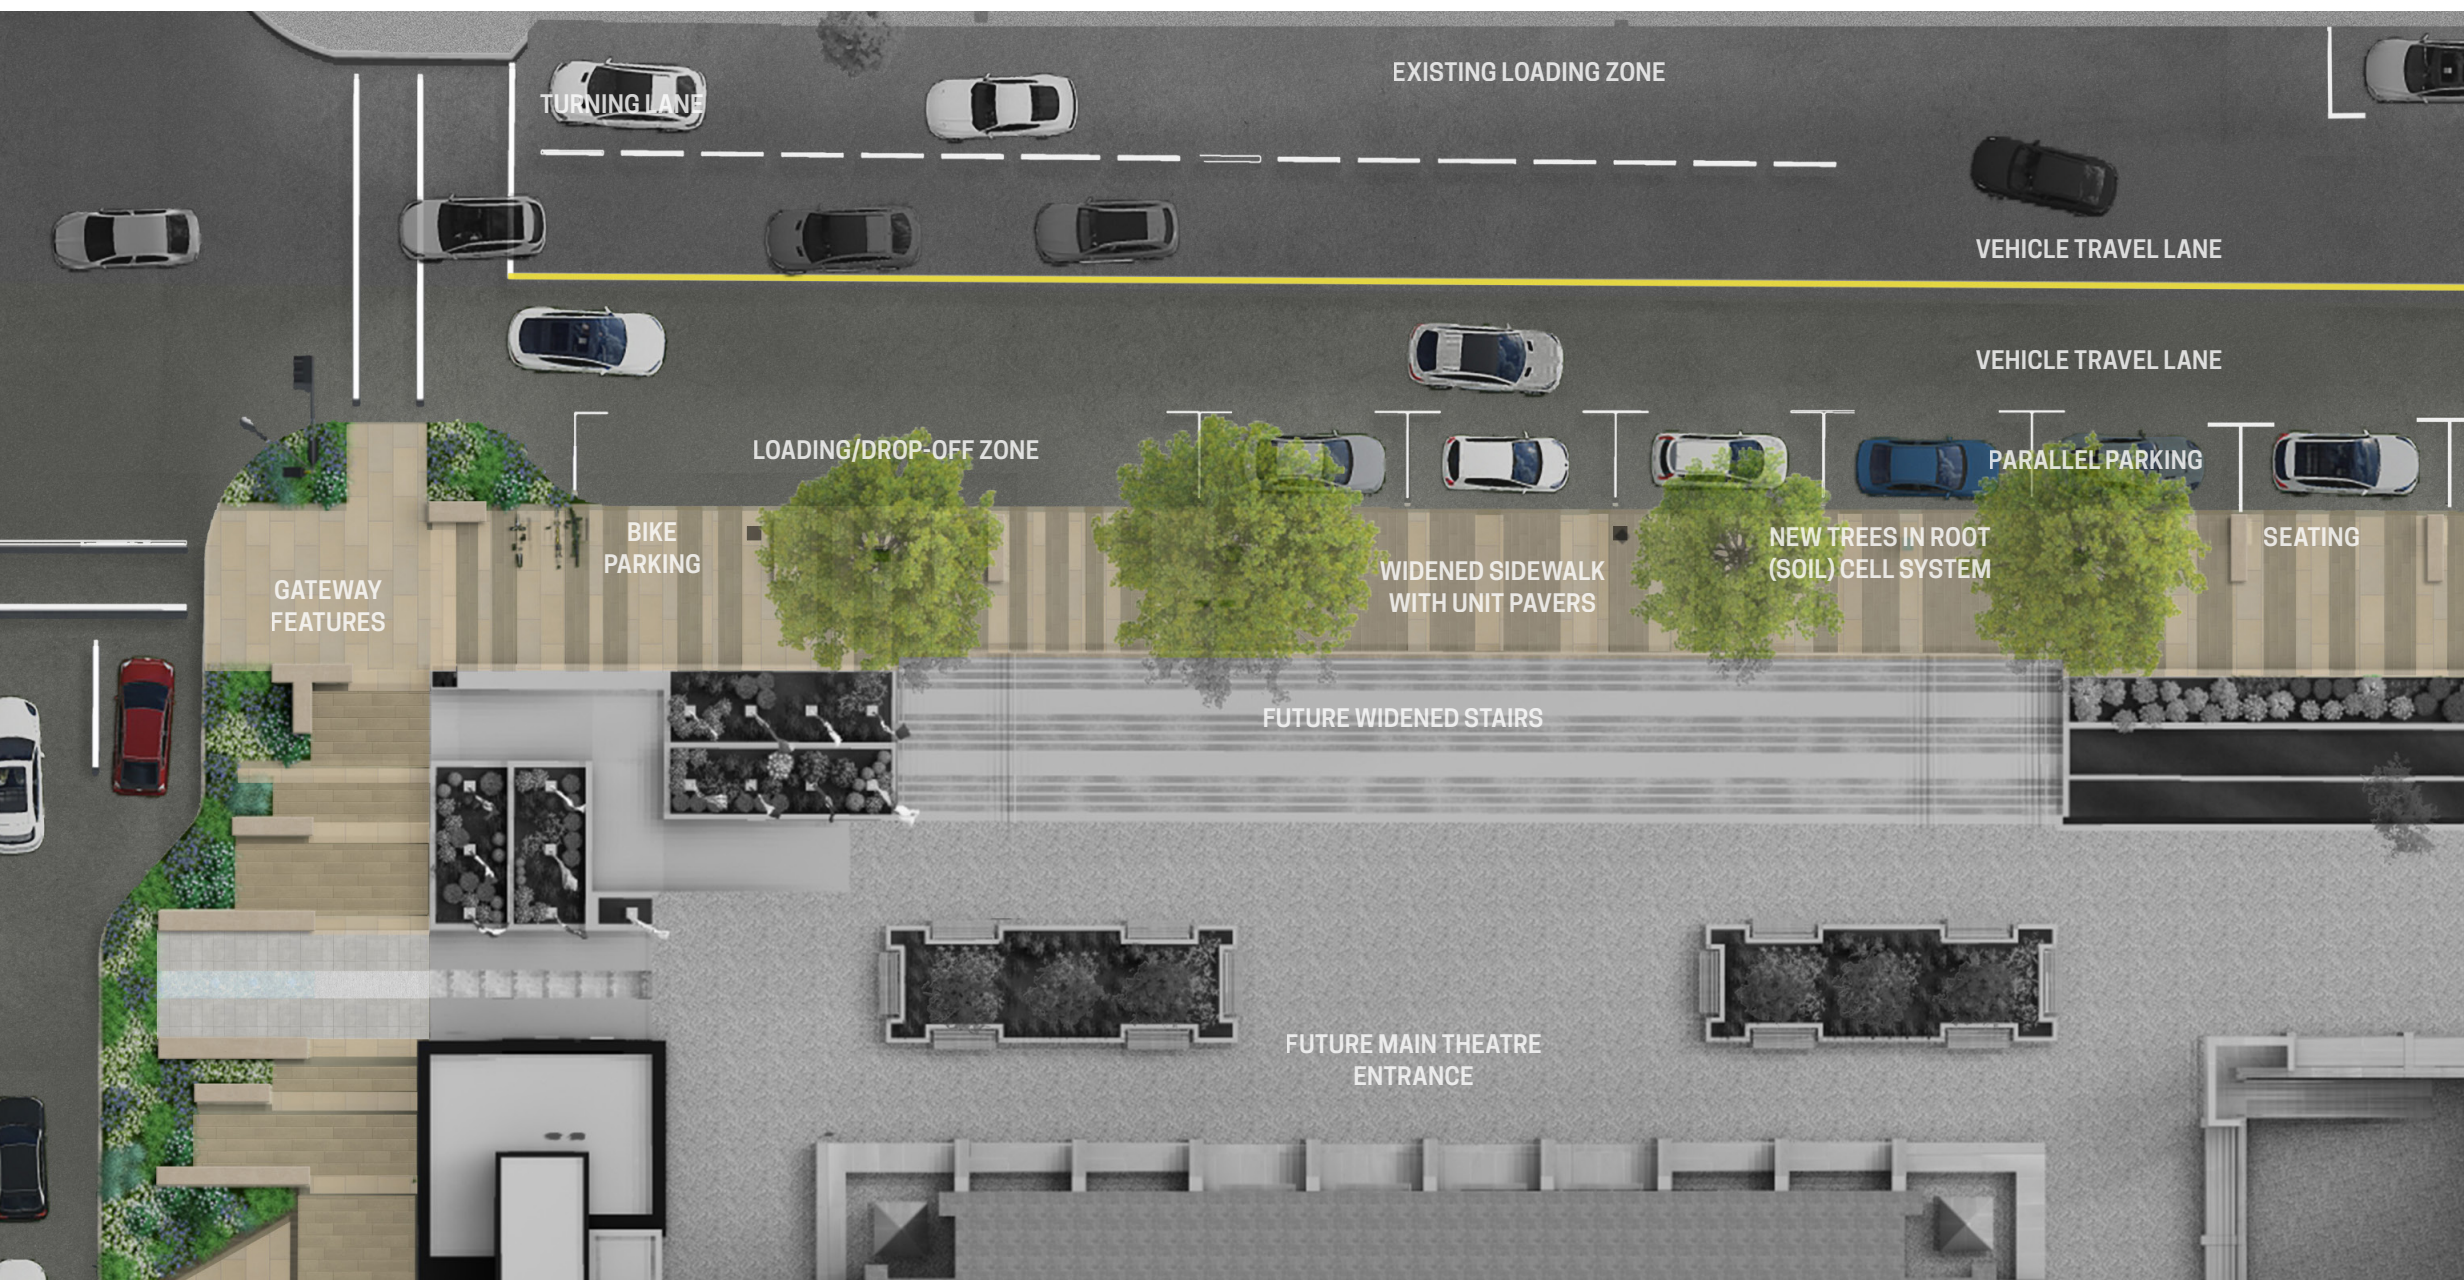 EXISTING LOADING ZONE
TURNING LANE
VEHICLE TRAVEL LANE
VEHICLE TRAVEL LANE
LOADING/DROP-OFF ZONE
PARALLEL PARKING
BIKE
PARKING
NEW TREES IN ROOT
(SOIL) CELL SYSTEM
SEATING
WIDENED SIDEWALK
WITH UNIT PAVERS
GATEWAY
FEATURES
FUTURE WIDENED STAIRS
FUTURE MAIN THEATRE
ENTRANCE